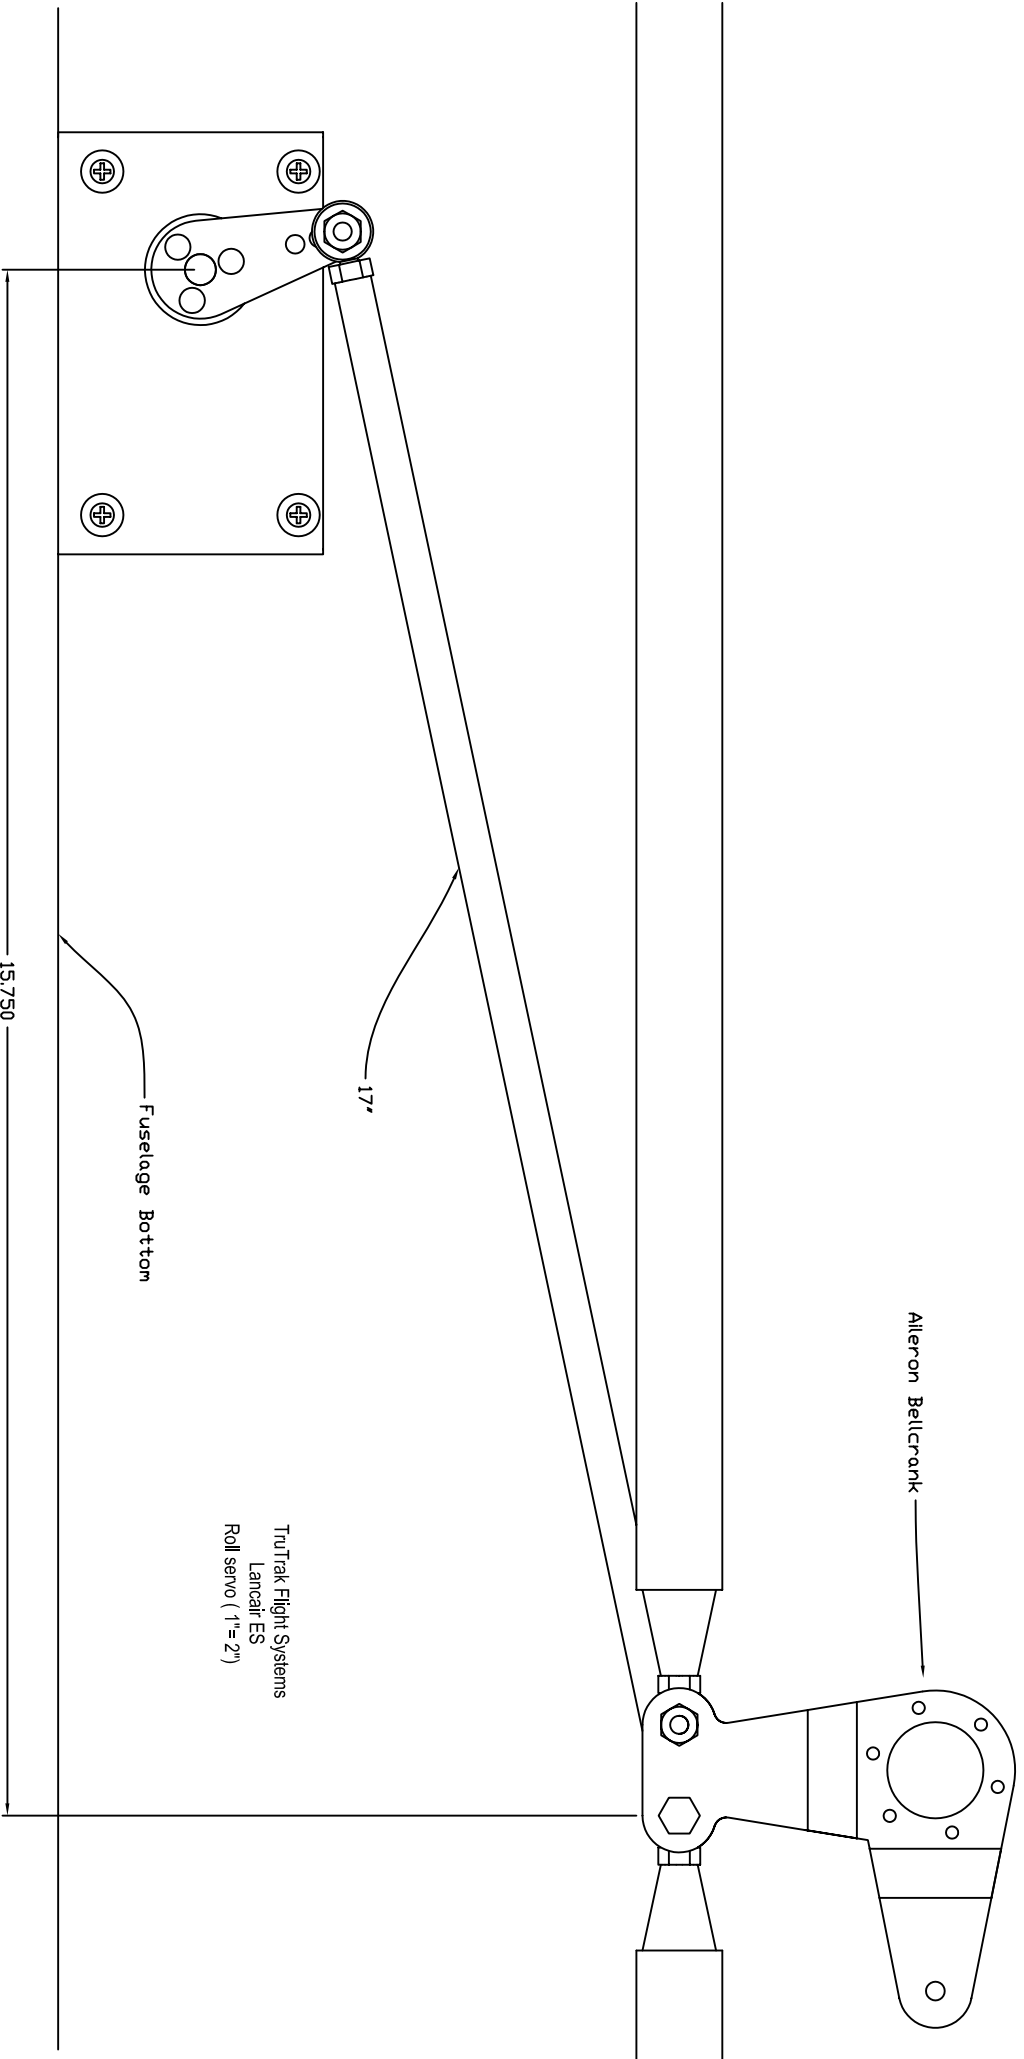 Aileron Bellcrank
17"
Fuselage Bottom
15.750
TruTrak Flight Systems
Lancair ES
Roll servo ( 1"= 2")